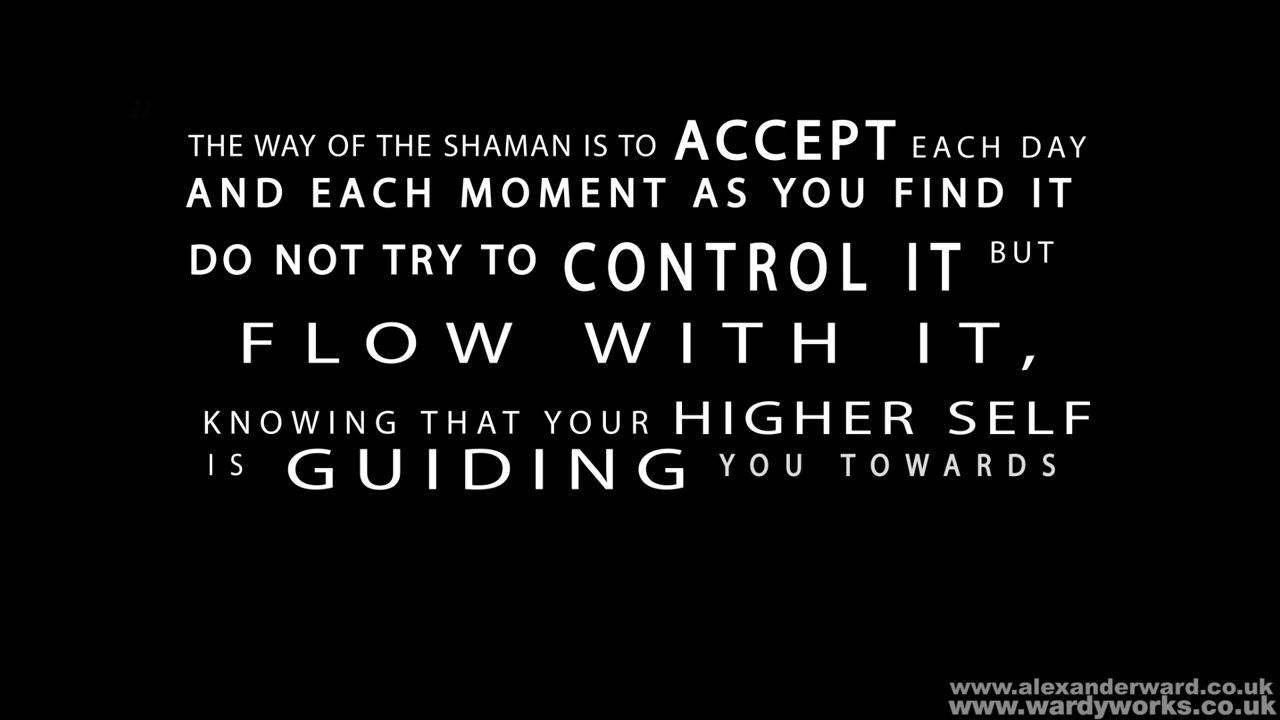 “
THE WAY OF THE SHAMAN IS TO ACCEPT EACH DAY
AND EACH MOMENT AS YOU FIND IT
DO NOT TRY TO CONTROL IT BUT
FLOW WITH IT,
KNOWING THAT YOUR HIGHER SELF
IS GUIDING YOU TOWARDS
www.alexanderward.co.uk
www.wardyworks.co.uk